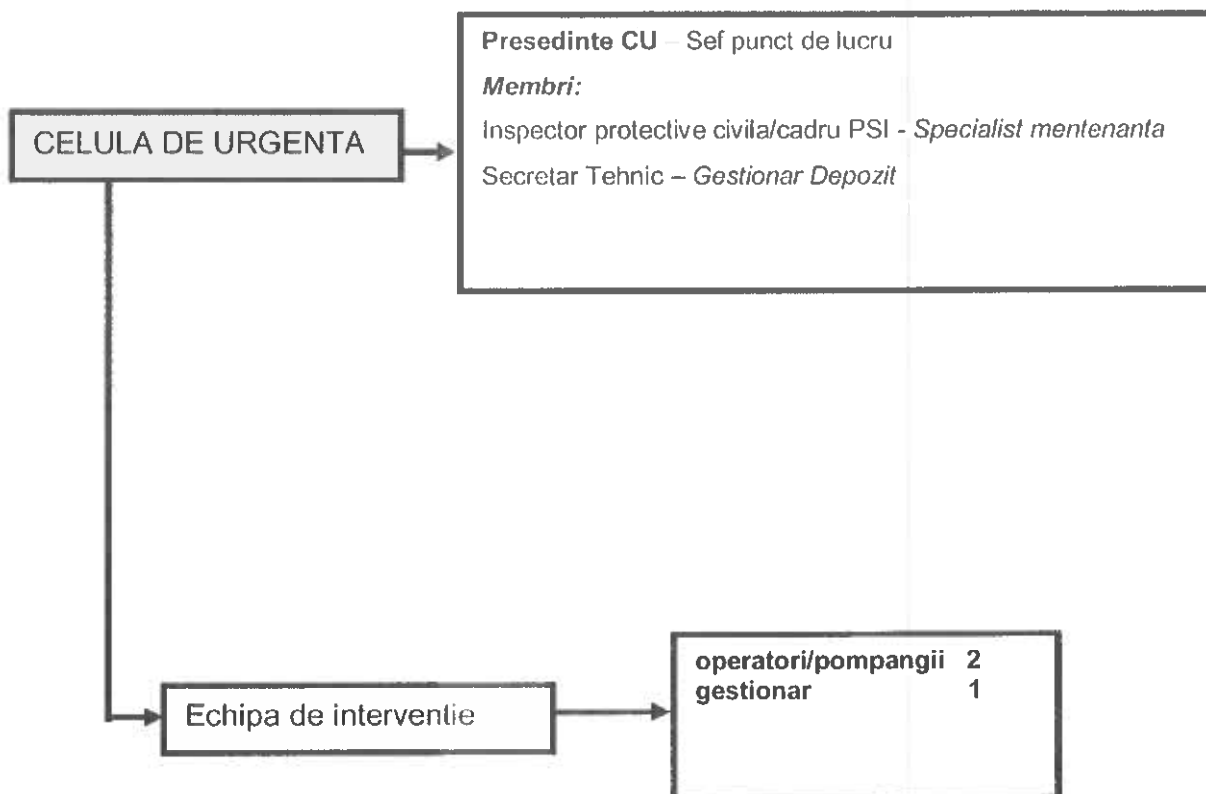 Presedinte CU – Sef punct de lucru
Membri:
CELULA DE URGENTA
Inspector protective civila/cadru PSI - Specialist mentenanta
Secretar Tehnic – Gestionar Depozit
operatori/pompangii 2
gestionar 1
Echipa de interventie